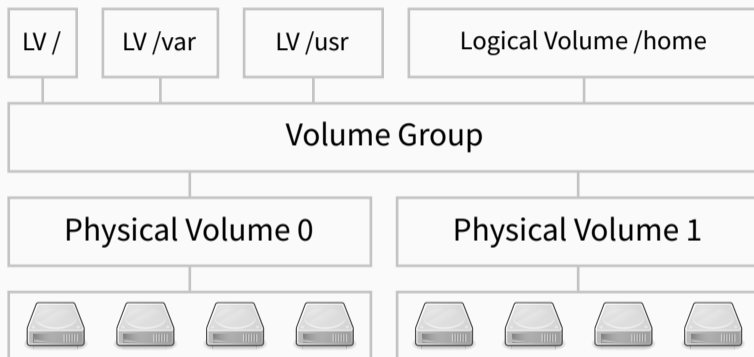 LV /
LV /var
LV /usr
Logical Volume /home
Volume Group
Physical Volume 0
Physical Volume 1